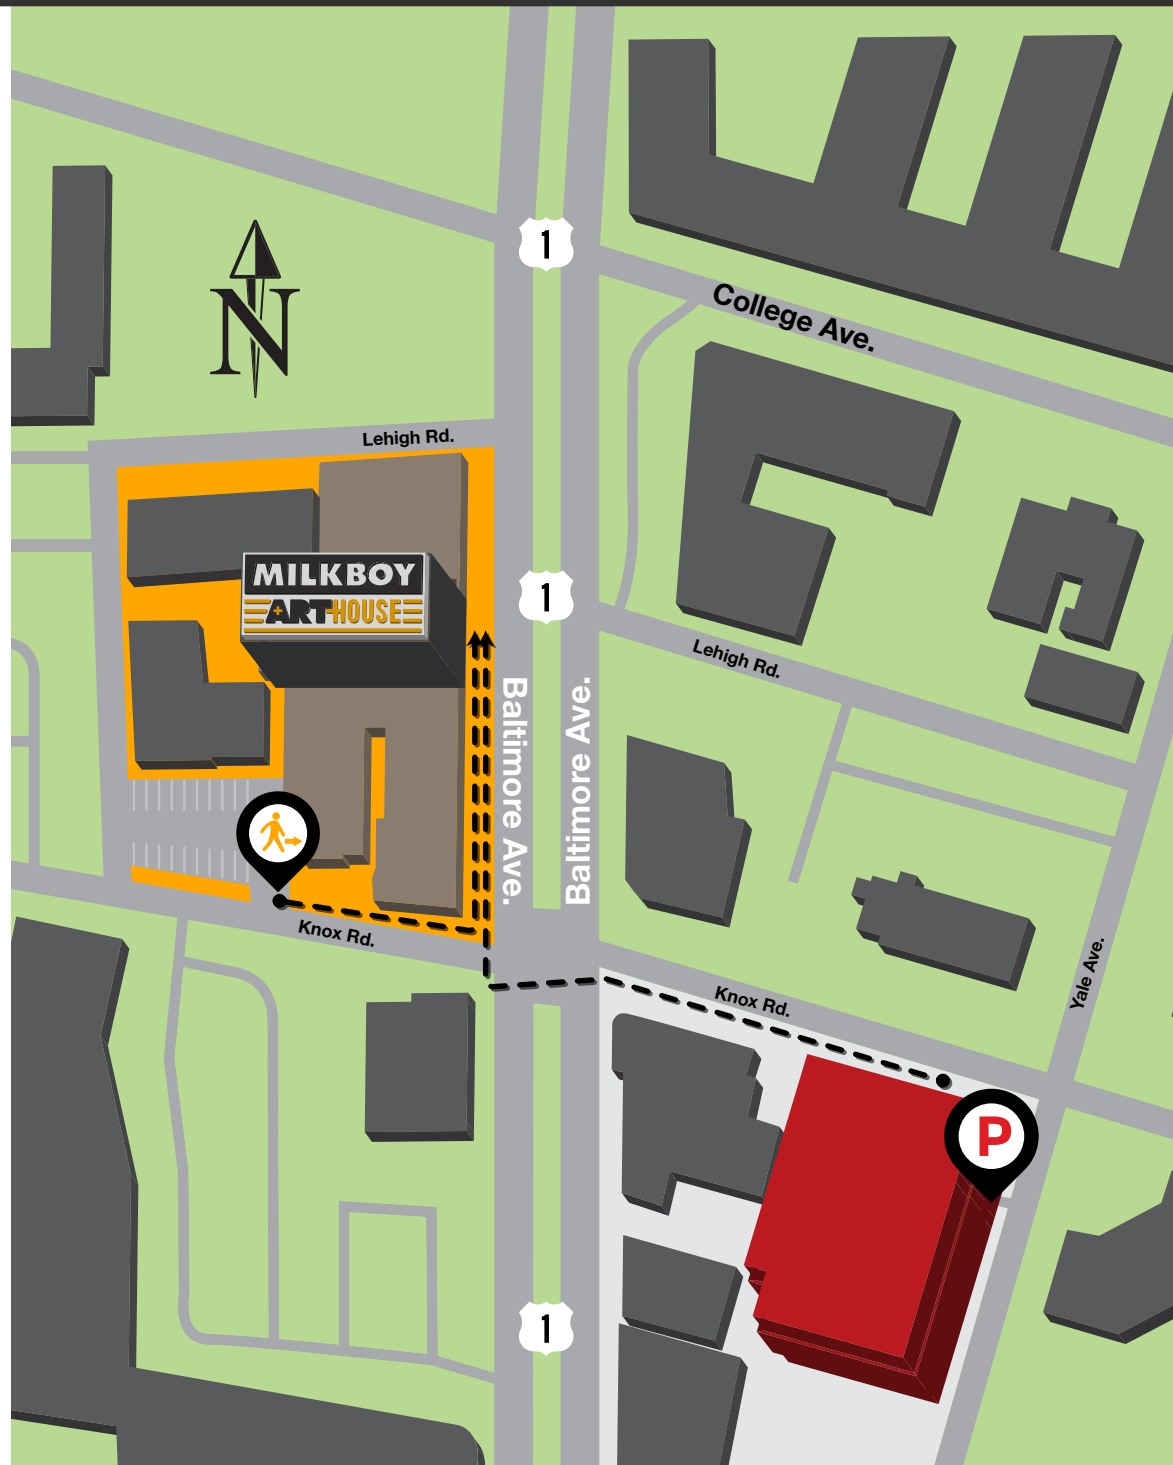 1
College Ave.
N
Lehigh Rd.
MILKBOY
+ARTHOUSE
1
Lehigh Rd.
Baltimore Ave.
Baltimore Ave.
Knox Rd.
Yale Ave.
Knox Rd.
P
1